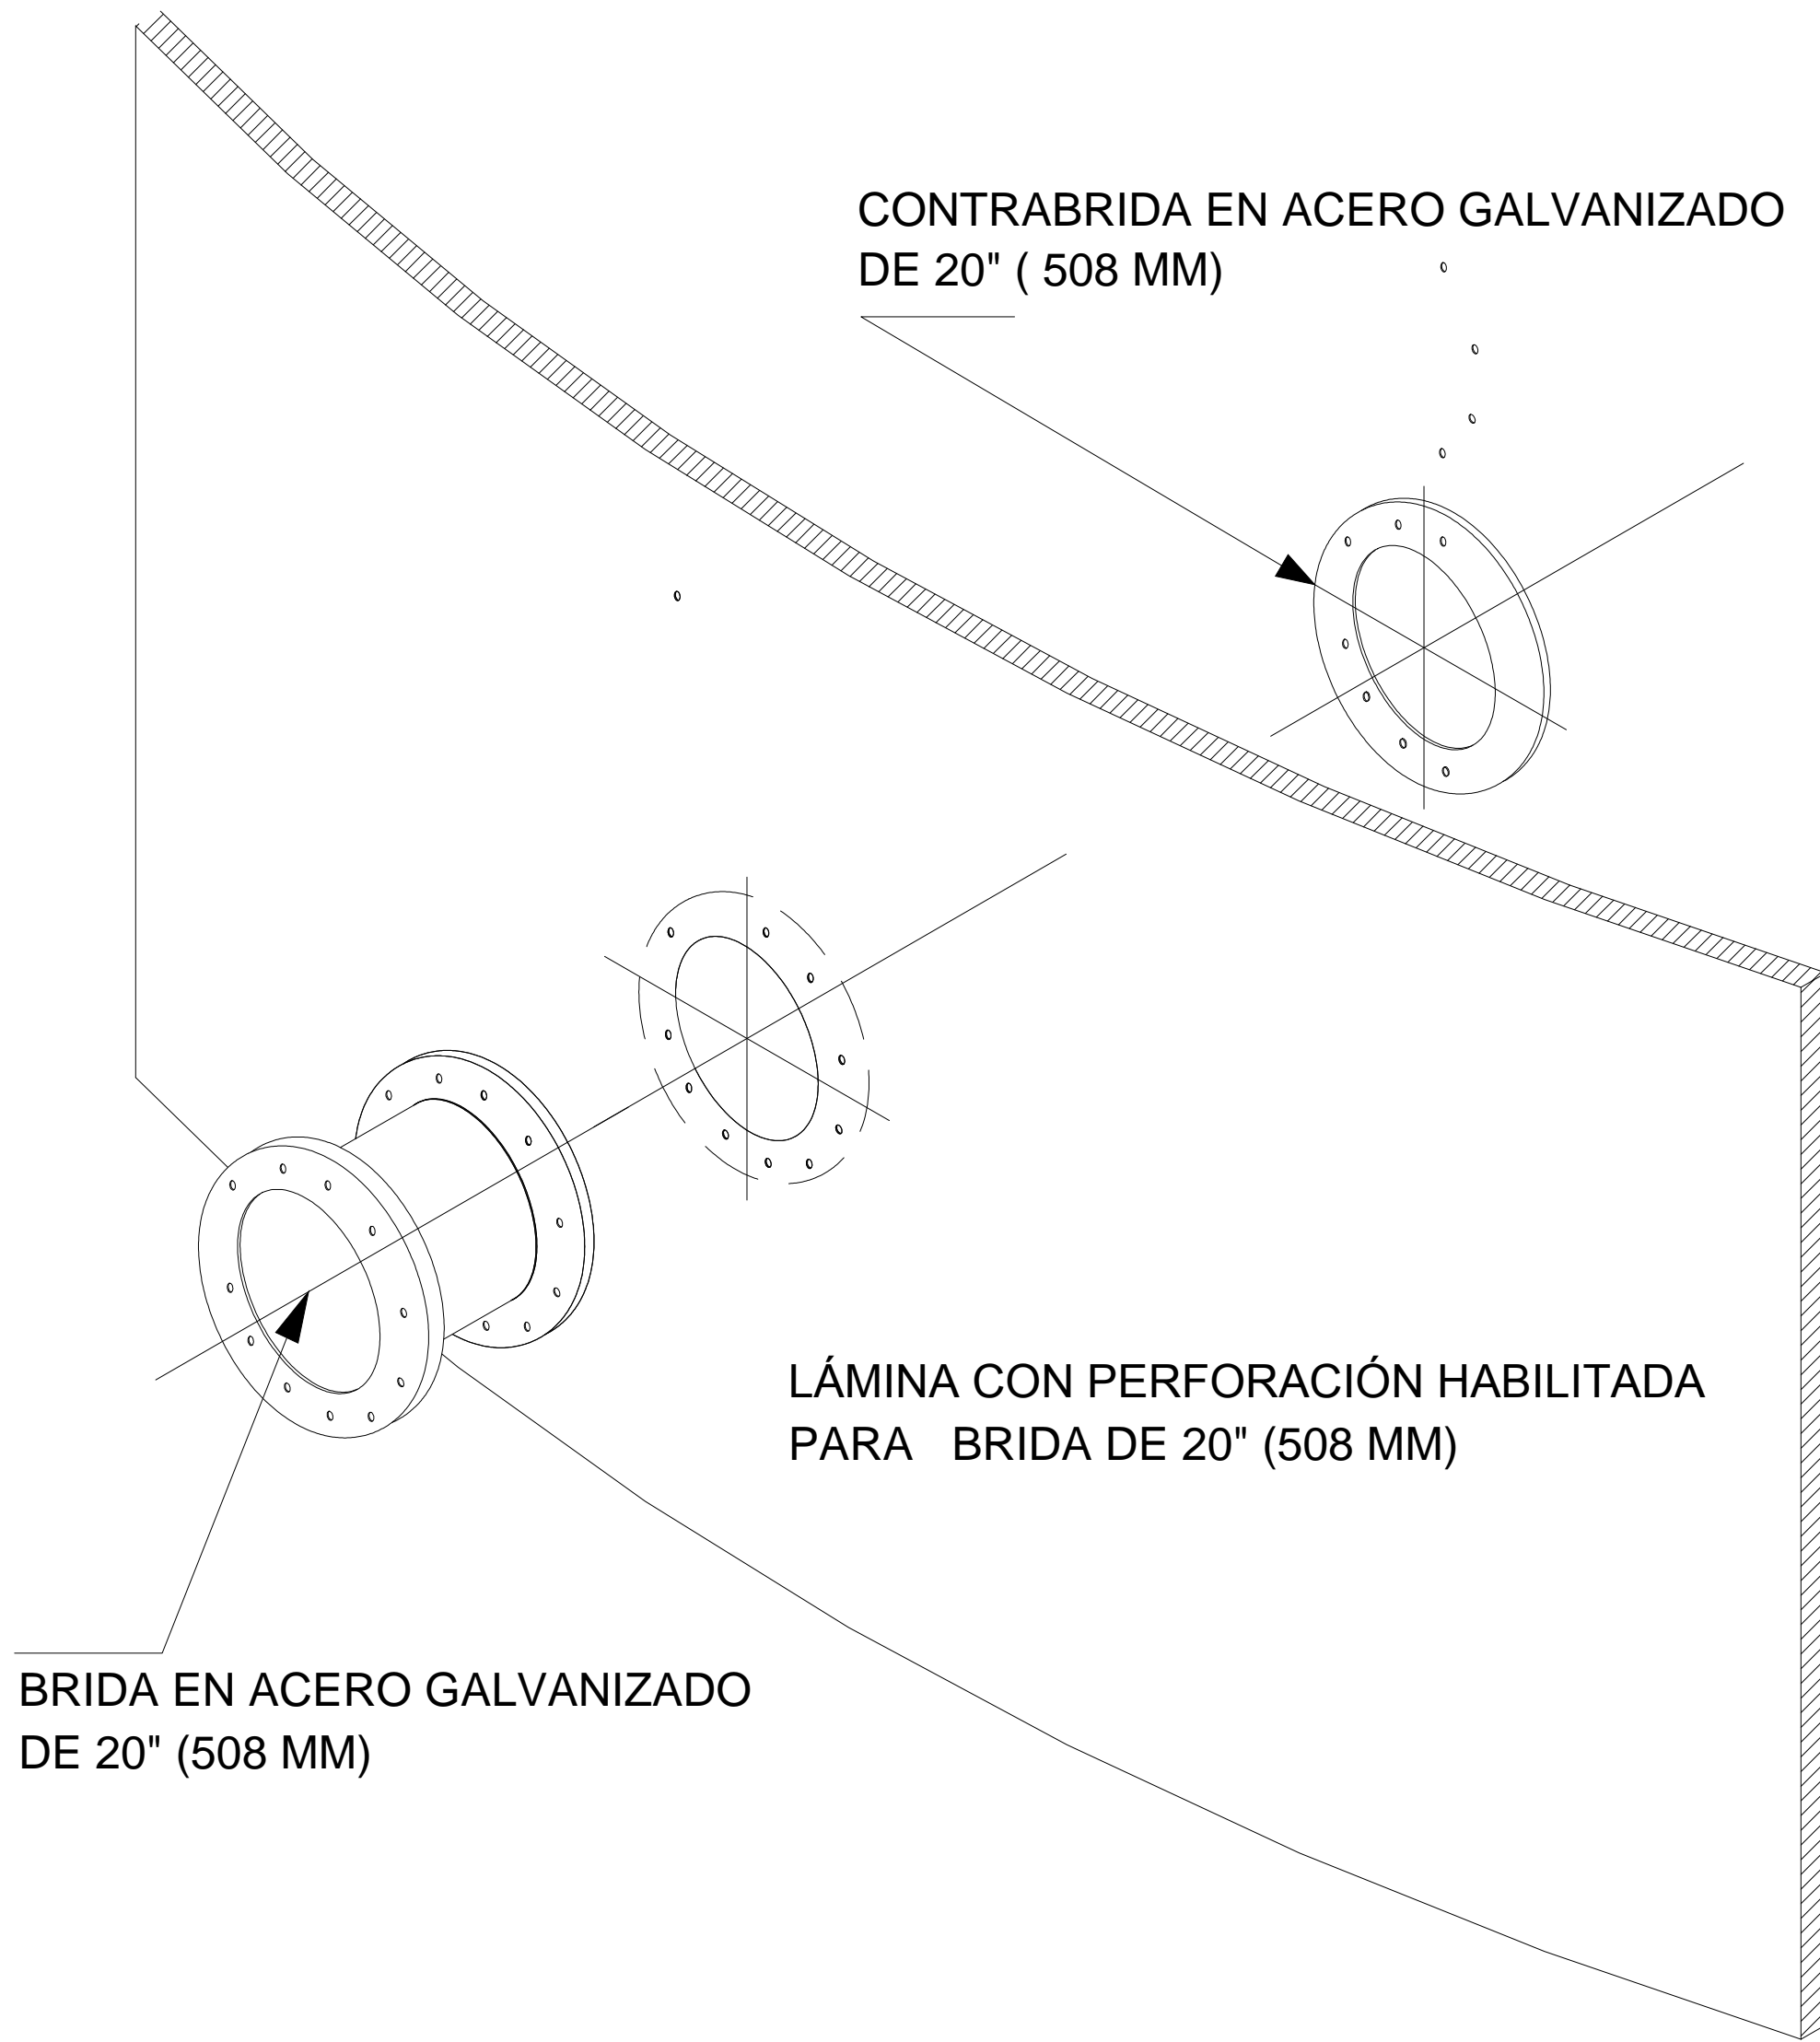 CONTRABRIDA EN ACERO GALVANIZADO
DE 20" ( 508 MM)
LÁMINA CON PERFORACIÓN HABILITADA
PARA   BRIDA DE 20" (508 MM)
BRIDA EN ACERO GALVANIZADO
DE 20" (508 MM)